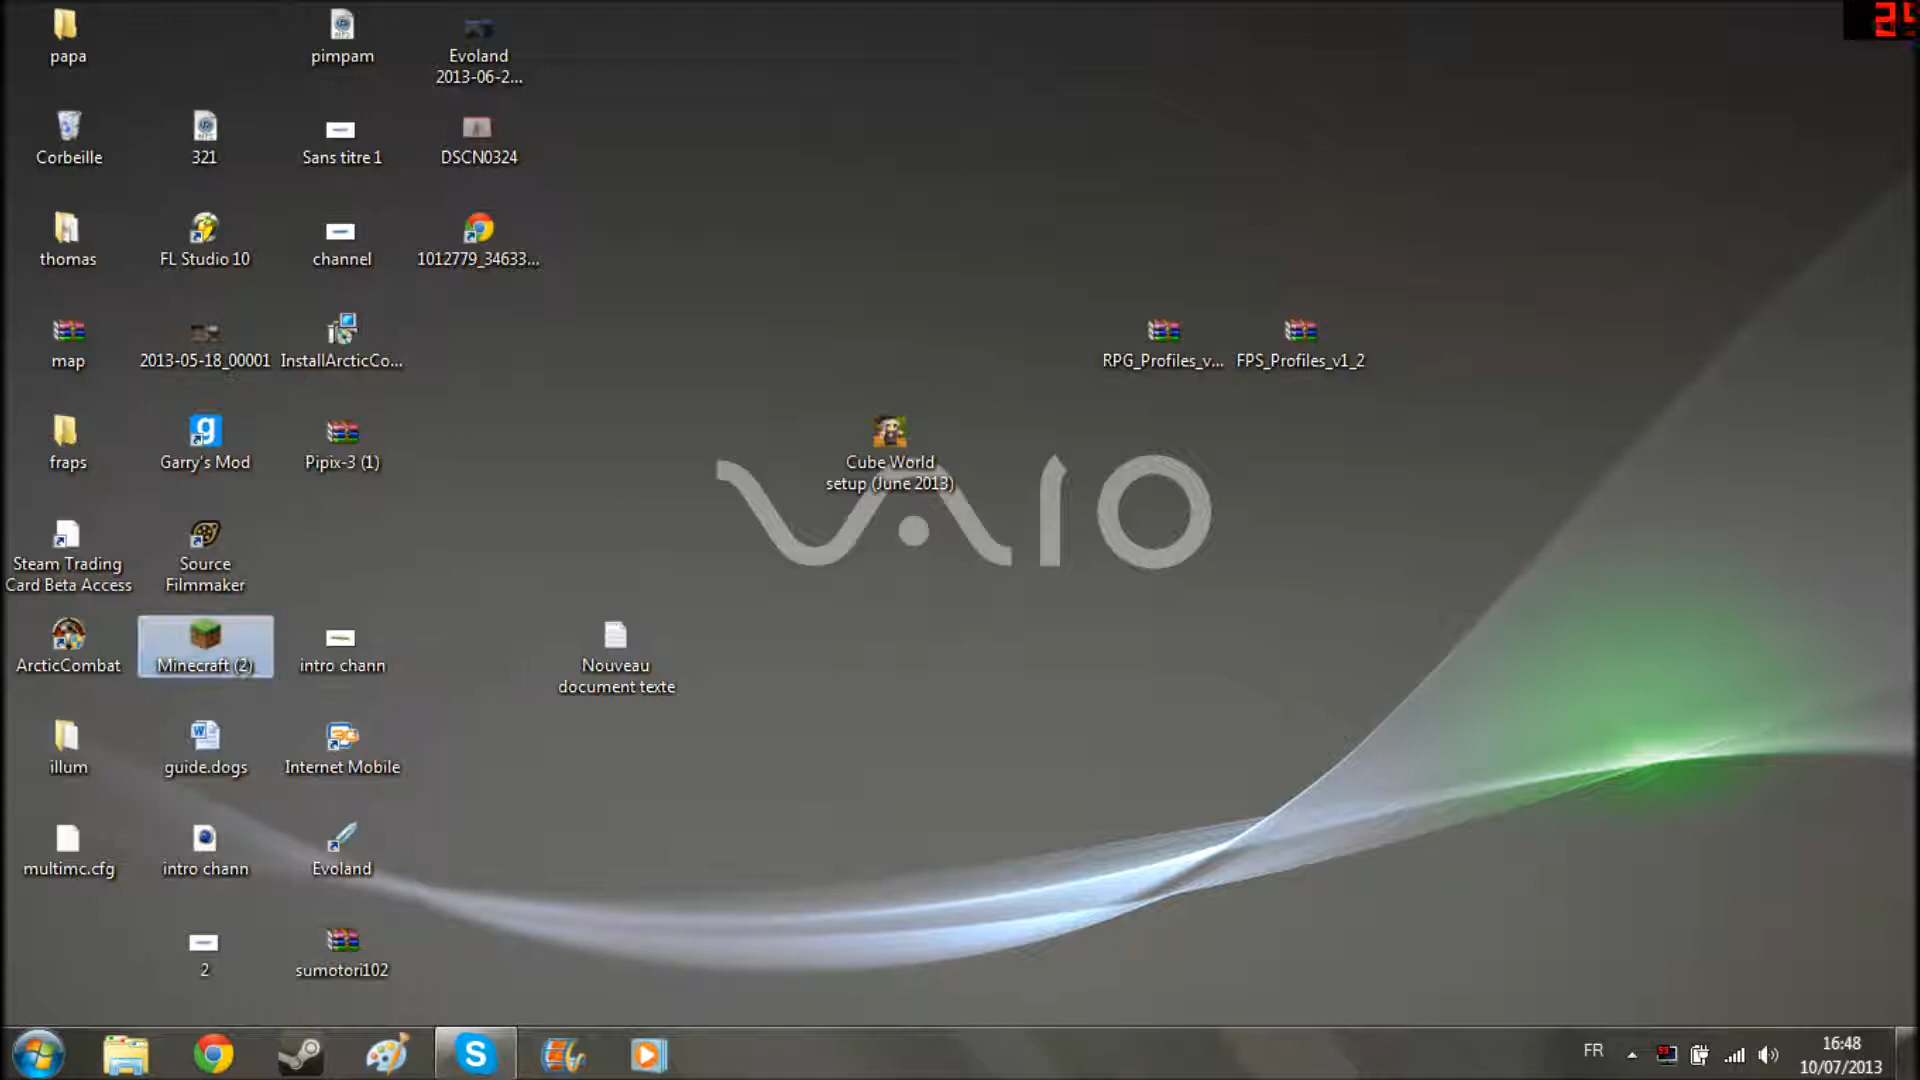 papa
pimpam
Evoland
2013-06-2...
Corbeille
321
Sans titre 1
DSCN0324
thomas
FL Studio 10
channel
1012779_34633...
map
2013-05-18_00001
InstallArcticCo...
RPG_Profiles_v...
FPS_Profiles_v1_2
fraps
Garry's Mod
Pipix-3 (1)
Cube World
setup (June 2013)
VAIO
Steam Trading
Card Beta Access
Source
Filmmaker
ArcticCombat
Minecraft (2)
intro chann
Nouveau
document texte
illum
guide.dogs
Internet Mobile
multimc.cfg
intro chann
Evoland
2
sumotori102
FR
16:48
10/07/2013